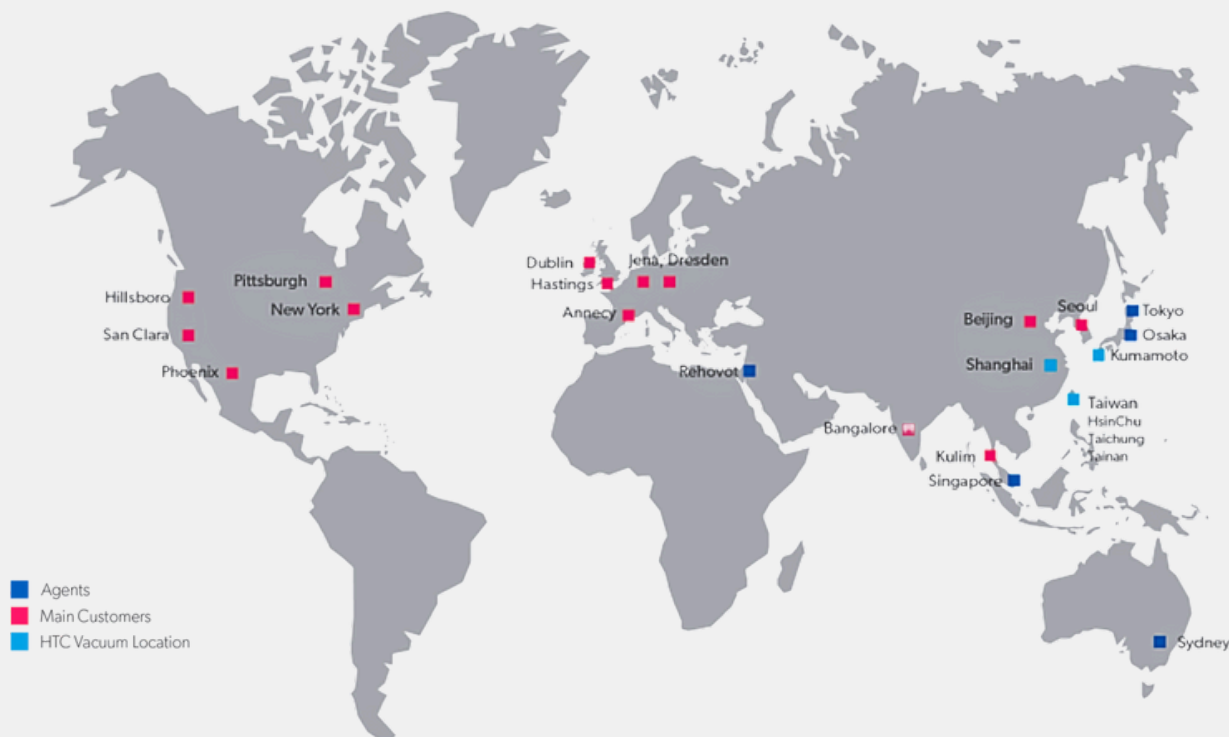 Dublin
Jena, Dresden
Hastings
Pittsburgh
Hillsboro
New York
Annecy
San Clara
Phoenix
Rehovot
Beijing
Seoul
Tokyo
Osaka
Kumamoto
Shanghai
Taiwan
HsinChu
Taichung
Tainan
Bangalore
Kulim
Singapore
Sydney
Agents
Main Customers
HTC Vacuum Location